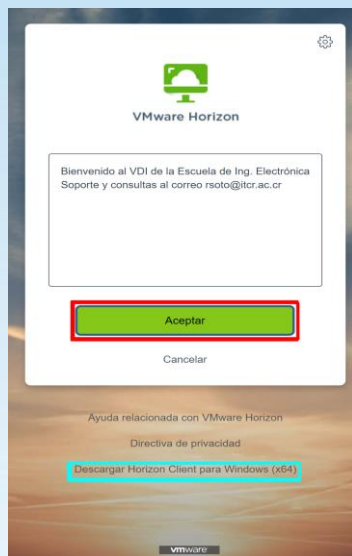 VMware Horizon
Bienvenido al VDI de la Escuela de Ing. Electrónica
Soporte y consultas al correo rsoto@itcr.ac.cr
Aceptar
Cancelar
Ayuda relacionada con VMware Horizon
Directiva de privacidad
Descargar Horizon Client para Windows (x64)
vmware